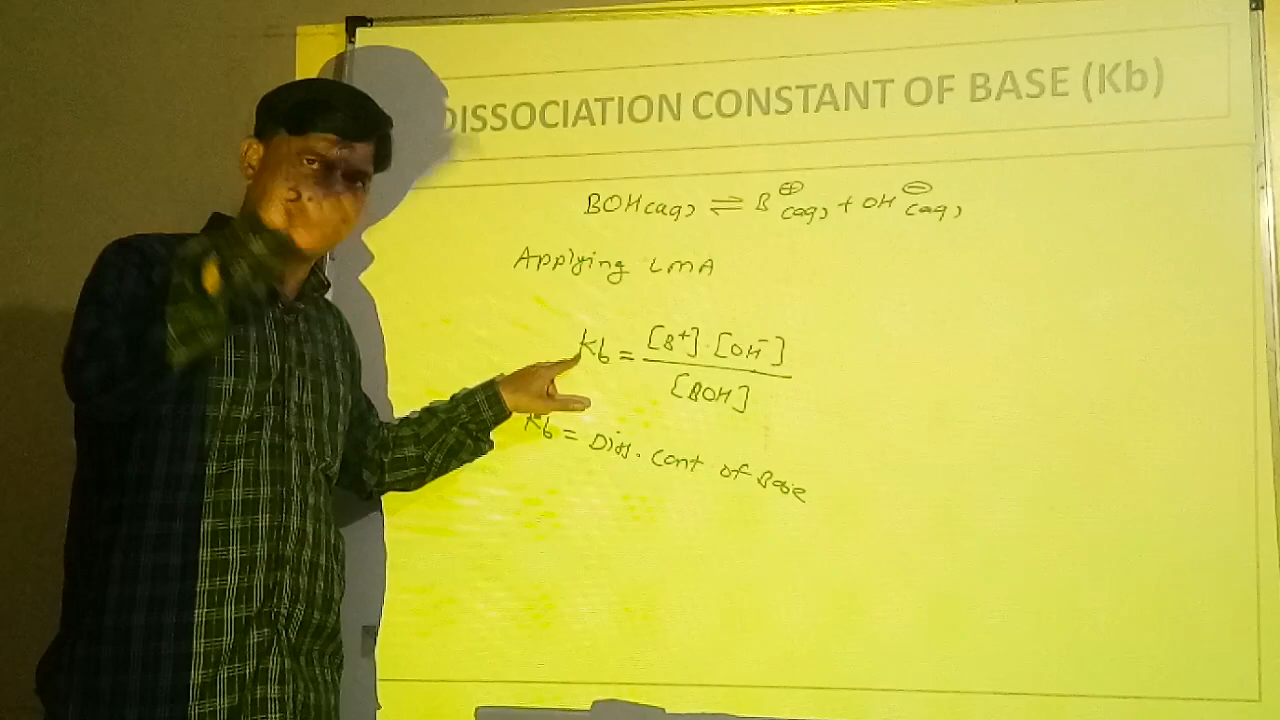 DISSOCIATION CONSTANT OF BASE (Kb)
BOH(aq) ⇌ B⊕(aq) + OH⊖(aq)
Applying LMA
Kb = [B⁺]·[OH⁻] / [BOH]
Kb = Diss. Cont of Base